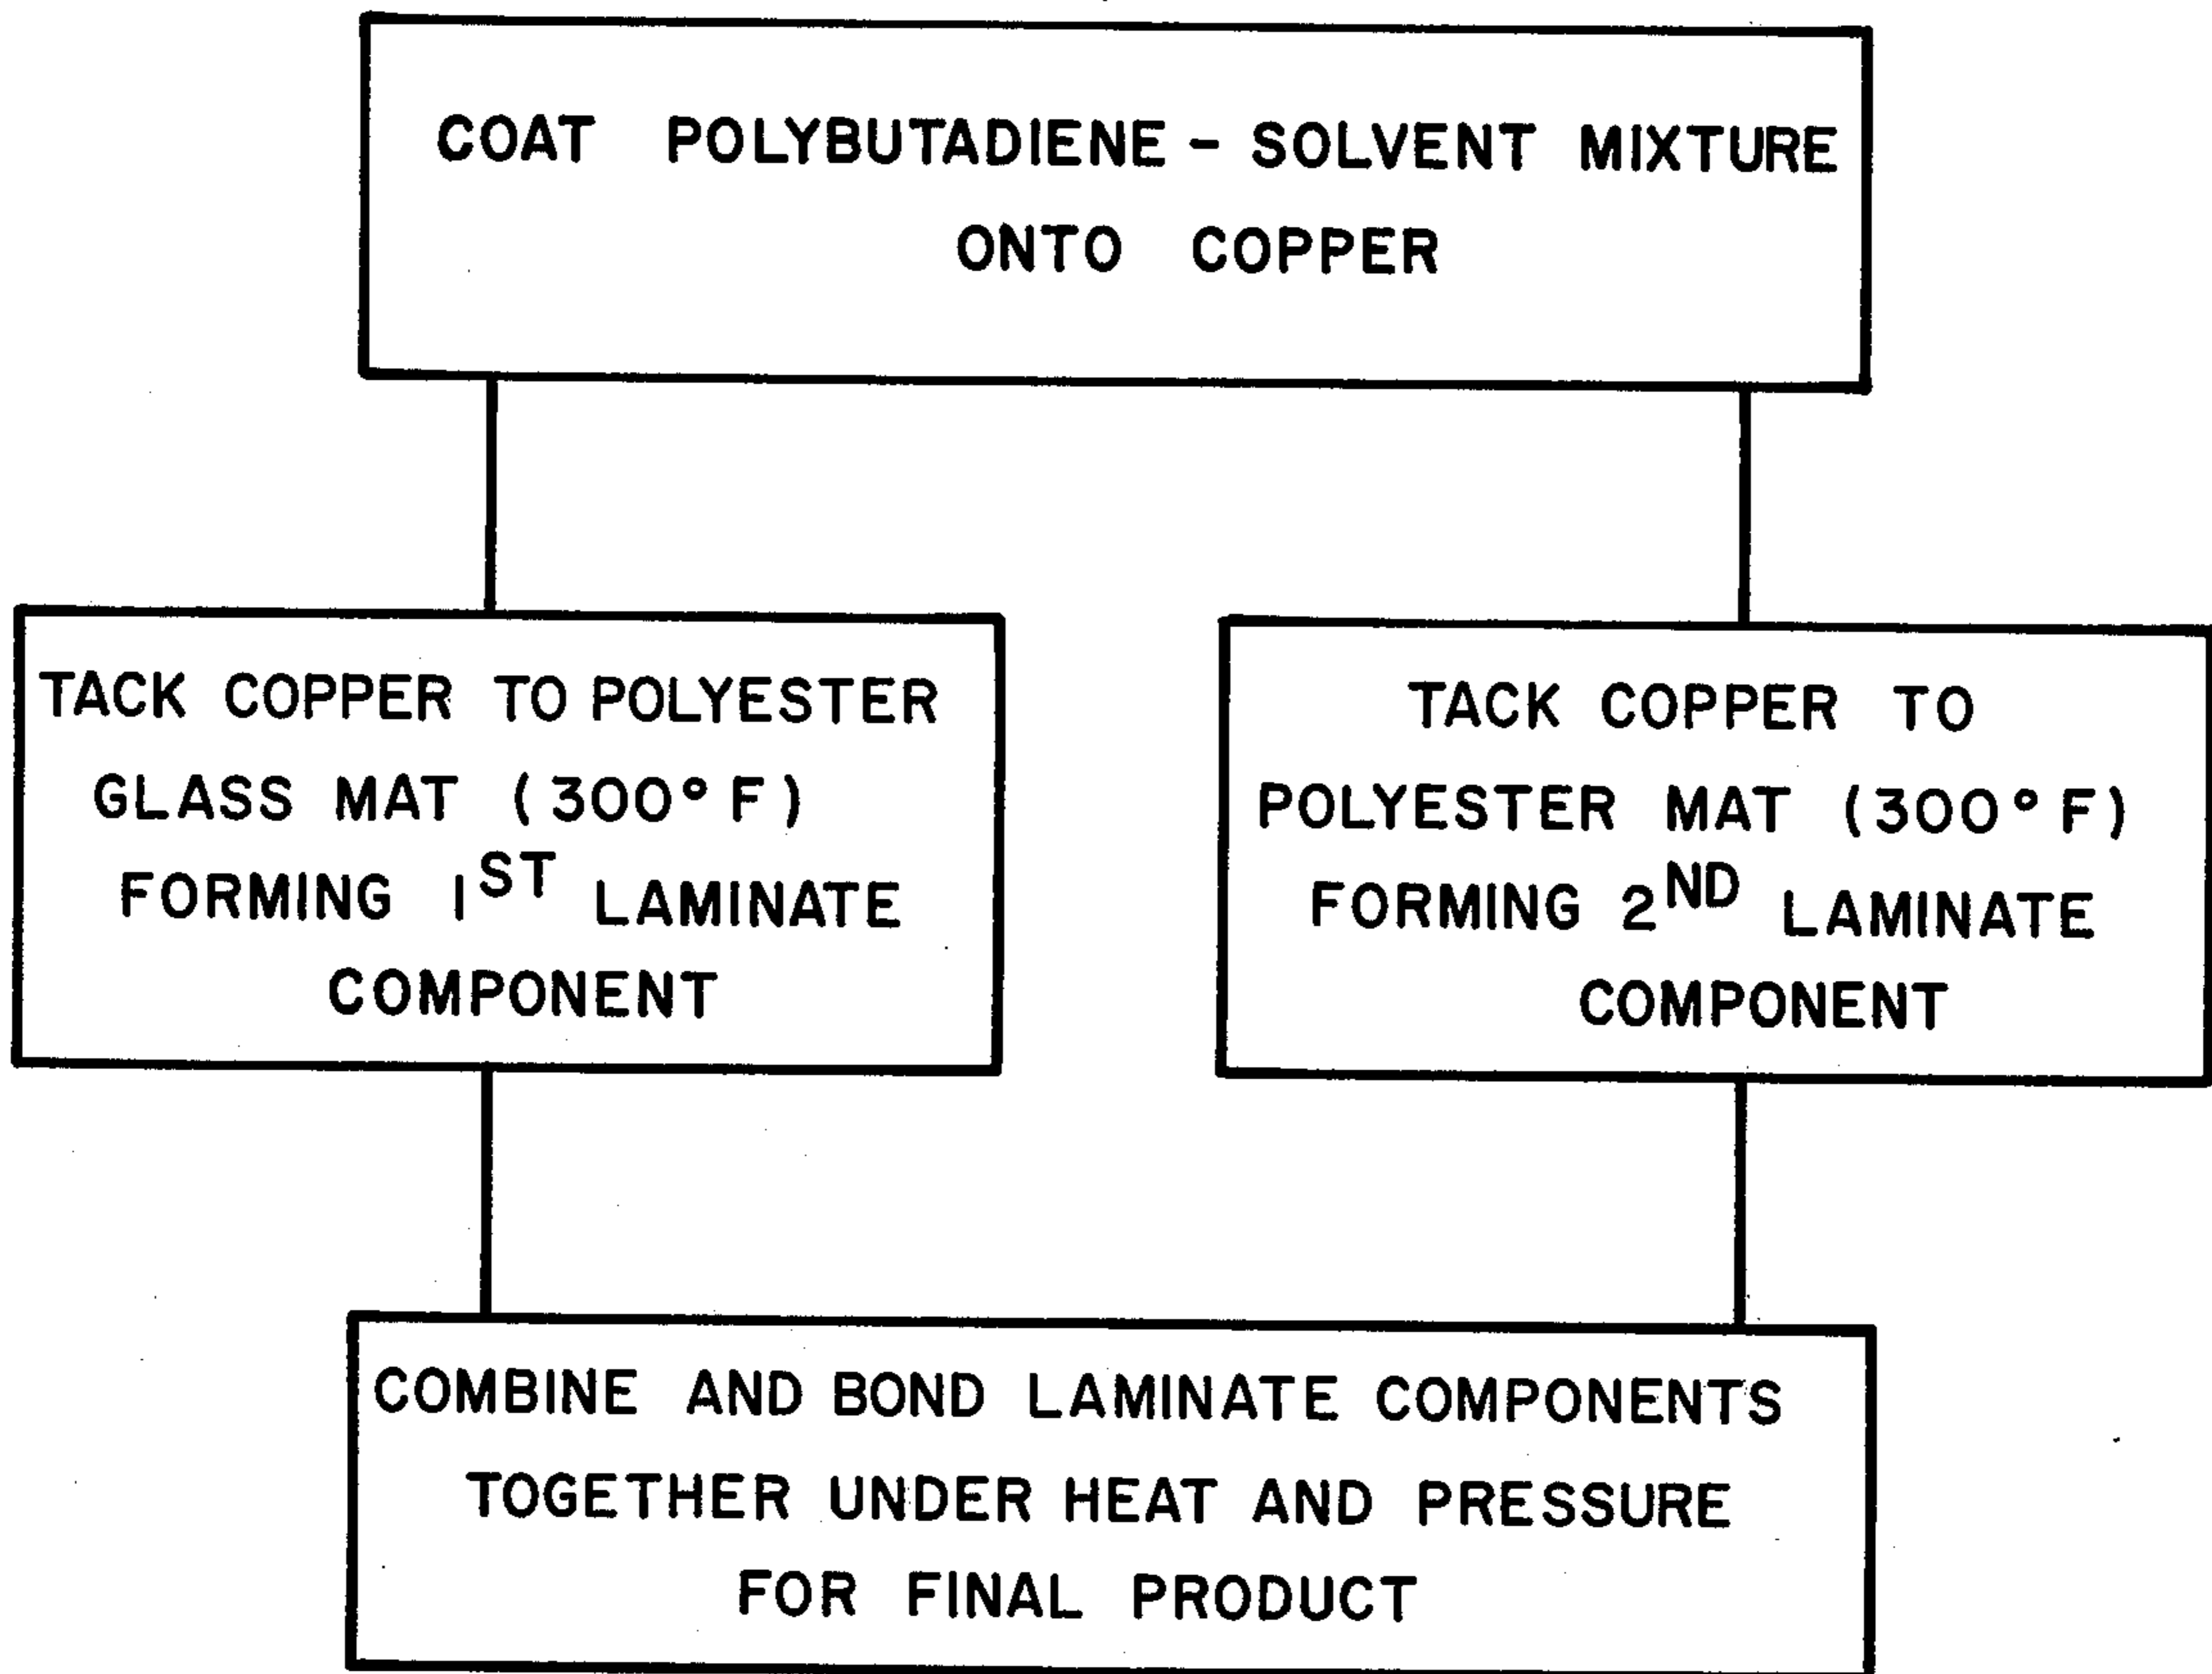 COAT POLYBUTADIENE - SOLVENT MIXTURE
ONTO COPPER
TACK COPPER TO POLYESTER
GLASS MAT (300° F)
FORMING 1ST LAMINATE
COMPONENT
TACK COPPER TO
POLYESTER MAT (300° F)
FORMING 2ND LAMINATE
COMPONENT
COMBINE AND BOND LAMINATE COMPONENTS
TOGETHER UNDER HEAT AND PRESSURE
FOR FINAL PRODUCT